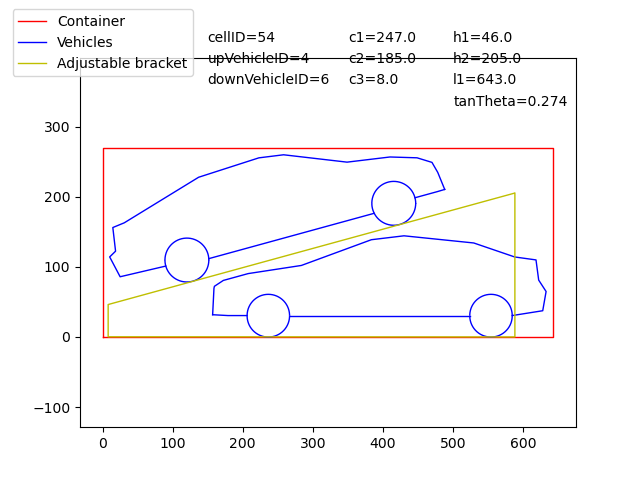 Container
Vehicles
Adjustable bracket
cellID=54 c1=247.0 h1=46.0
upVehicleID=4 c2=185.0 h2=205.0
downVehicleID=6 c3=8.0 l1=643.0
tanTheta=0.274
300
200
100
0
−100
0 100 200 300 400 500 600